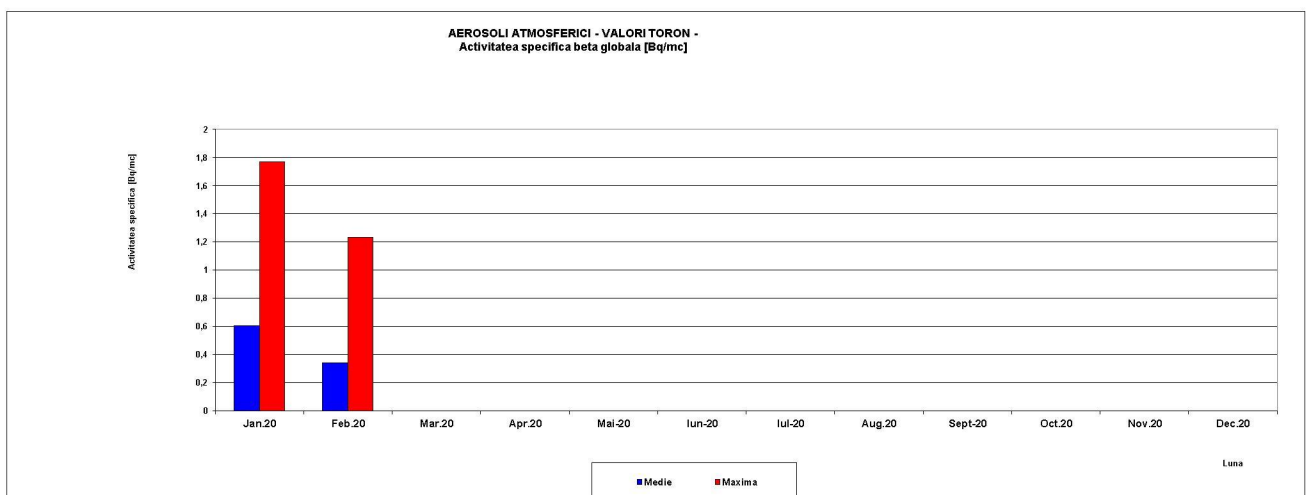 AEROSOLI ATMOSFERICI - VALORI TORON -
Activitatea specifica beta globala [Bq/mc]
Activitatea specifica [Bq/mc]
2
1,8
1,6
1,4
1,2
1
0,8
0,6
0,4
0,2
0
Jan.20 Feb.20 Mar.20 Apr.20 Mai-20 Iun-20 Iul-20 Aug.20 Sept-20 Oct.20 Nov.20 Dec.20
Luna
Medie Maxima